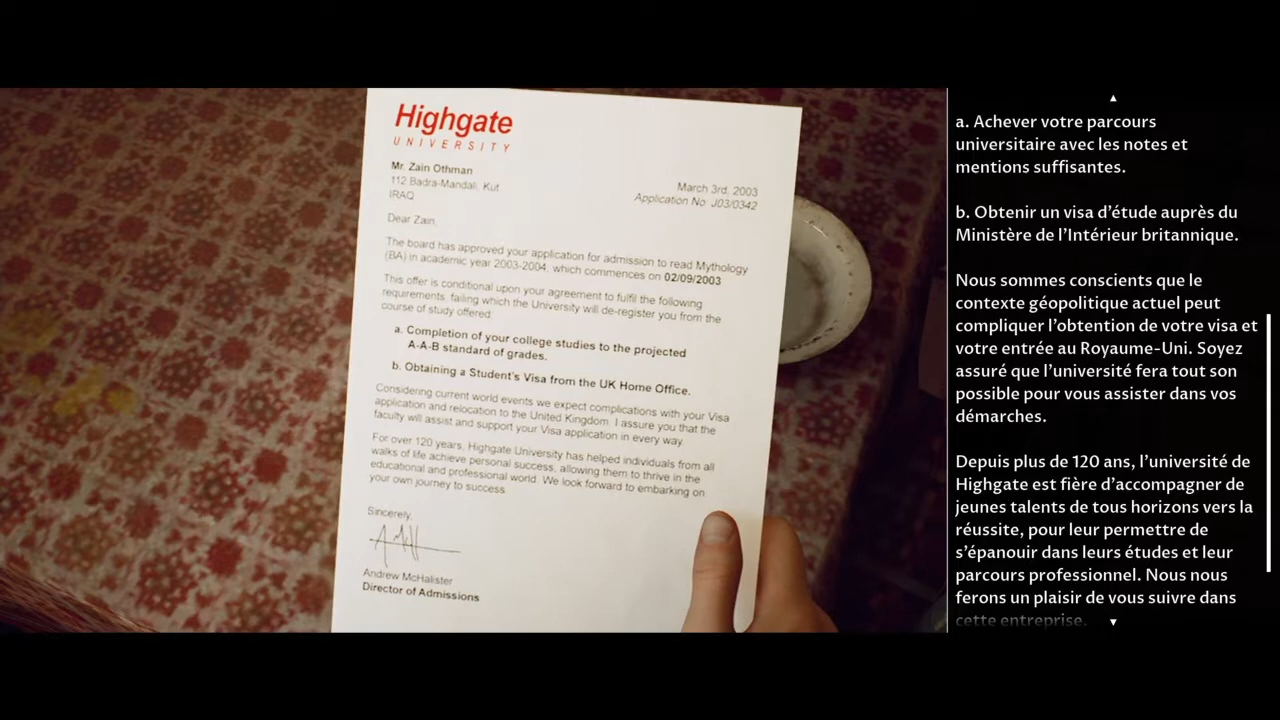 Highgate
UNIVERSITY
Mr. Zain Othman
112 Badra-Mandali, Kut
IRAQ
March 3rd, 2003
Application No: J03/0342
Dear Zain,
The board has approved your application for admission to read Mythology
(BA) in academic year 2003-2004, which commences on 02/09/2003
This offer is conditional upon your agreement to fulfil the following
requirements, failing which the University will de-register you from the
course of study offered:
a. Completion of your college studies to the projected
A-A-B standard of grades.
b. Obtaining a Student's Visa from the UK Home Office.
Considering current world events we expect complications with your Visa
application and relocation to the United Kingdom. I assure you that the
faculty will assist and support your Visa application in every way.
For over 120 years, Highgate University has helped individuals from all
walks of life achieve personal success, allowing them to thrive in the
educational and professional world. We look forward to embarking on
your own journey to success.
Sincerely,
Andrew McHalister
Director of Admissions
a. Achever votre parcours
universitaire avec les notes et
mentions suffisantes.
b. Obtenir un visa d'étude auprès du
Ministère de l'Intérieur britannique.
Nous sommes conscients que le
contexte géopolitique actuel peut
compliquer l'obtention de votre visa et
votre entrée au Royaume-Uni. Soyez
assuré que l'université fera tout son
possible pour vous assister dans vos
démarches.
Depuis plus de 120 ans, l'université de
Highgate est fière d'accompagner de
jeunes talents de tous horizons vers la
réussite, pour leur permettre de
s'épanouir dans leurs études et leur
parcours professionnel. Nous nous
ferons un plaisir de vous suivre dans
cette entreprise.